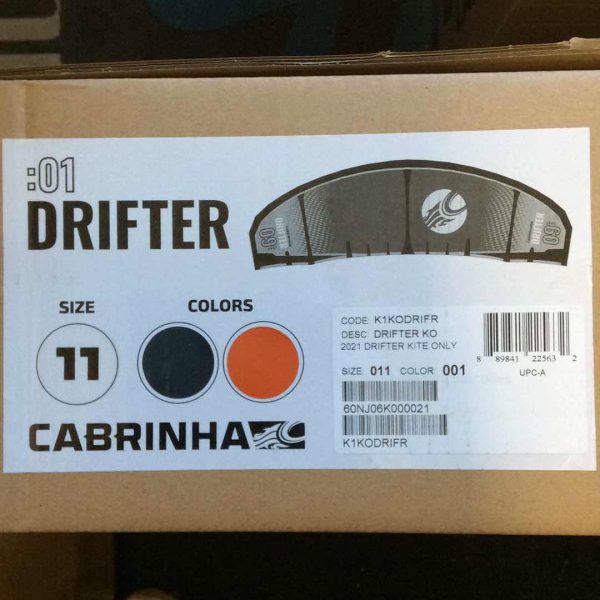 :01
DRIFTER
SIZE
11
COLORS
CABRINHA
DRIFTER
CODE: K1KODRIFR
DESC: DRIFTER KO
2021 DRIFTER KITE ONLY
SIZE 011 COLOR 001
60NJ06K000021
K1KODRIFR
8 89841 22563 2
UPC-A